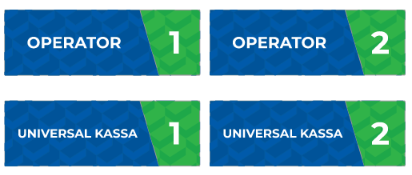 OPERATOR 1
OPERATOR 2
UNIVERSAL KASSA 1
UNIVERSAL KASSA 2